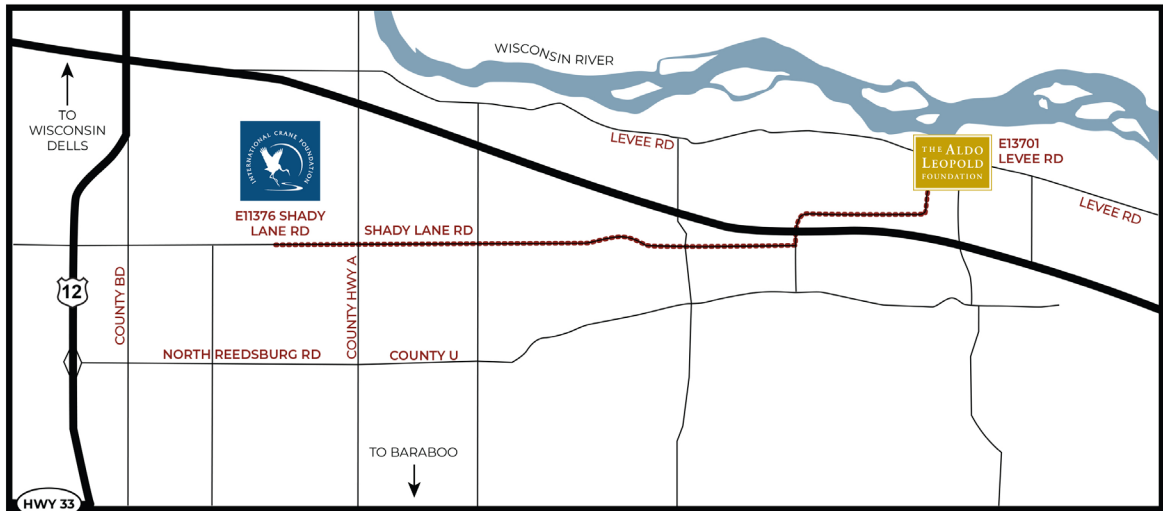 WISCONSIN RIVER
TO
WISCONSIN
DELLS
INTERNATIONAL CRANE FOUNDATION
LEVEE RD
THE ALDO
LEOPOLD
FOUNDATION
E13701
LEVEE RD
LEVEE RD
E11376 SHADY
LANE RD
SHADY LANE RD
12
COUNTY BD
COUNTY HWY A
NORTH REEDSBURG RD
COUNTY U
TO BARABOO
HWY 33